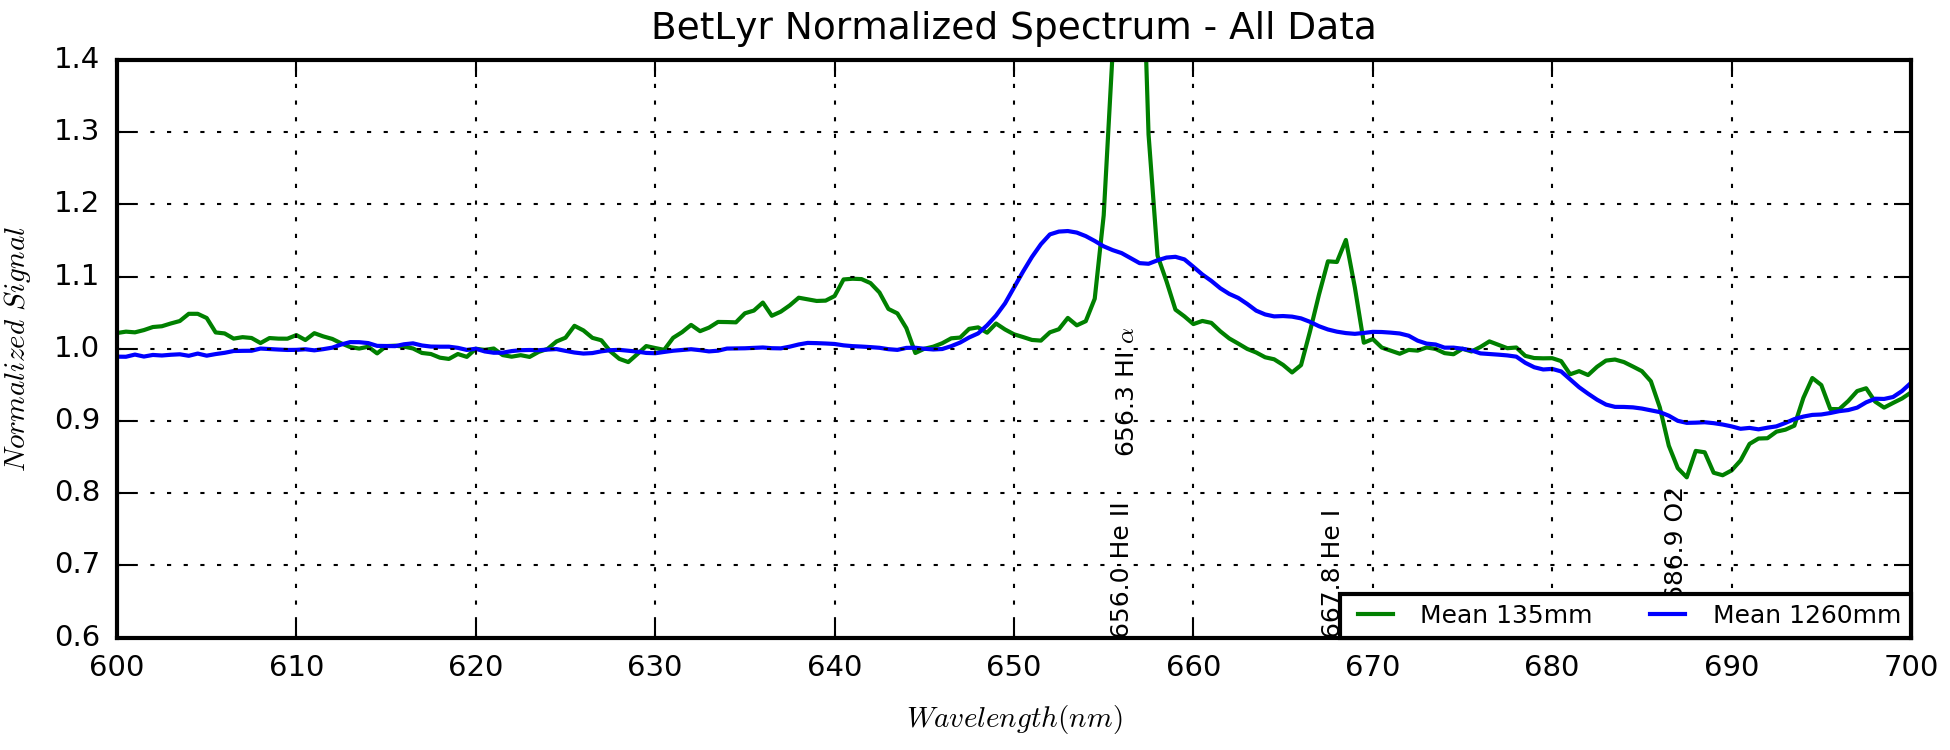 BetLyr Normalized Spectrum - All Data
1.4
1.3
1.2
1.1
1.0
0.9
0.8
0.7
0.6
Normalized Signal
656.3 HI α
656.0 He II
667.8 He I
686.9 O2
Mean 135mm
Mean 1260mm
600 610 620 630 640 650 660 670 680 690 700
Wavelength(nm)